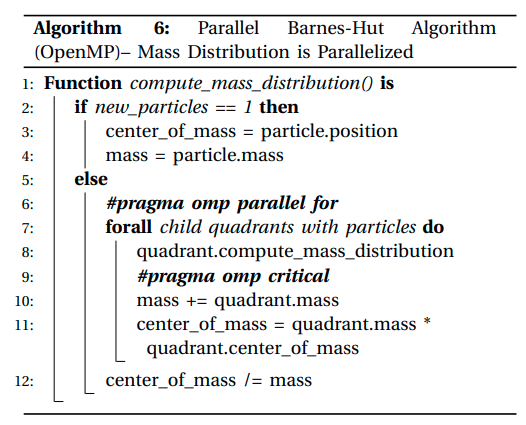 Algorithm 6: Parallel Barnes-Hut Algorithm
(OpenMP)– Mass Distribution is Parallelized
1: Function compute_mass_distribution() is
2: if new_particles == 1 then
3: center_of_mass = particle.position
4: mass = particle.mass
5: else
6: #pragma omp parallel for
7: forall child quadrants with particles do
8: quadrant.compute_mass_distribution
9: #pragma omp critical
10: mass += quadrant.mass
11: center_of_mass = quadrant.mass *
quadrant.center_of_mass
12: center_of_mass /= mass